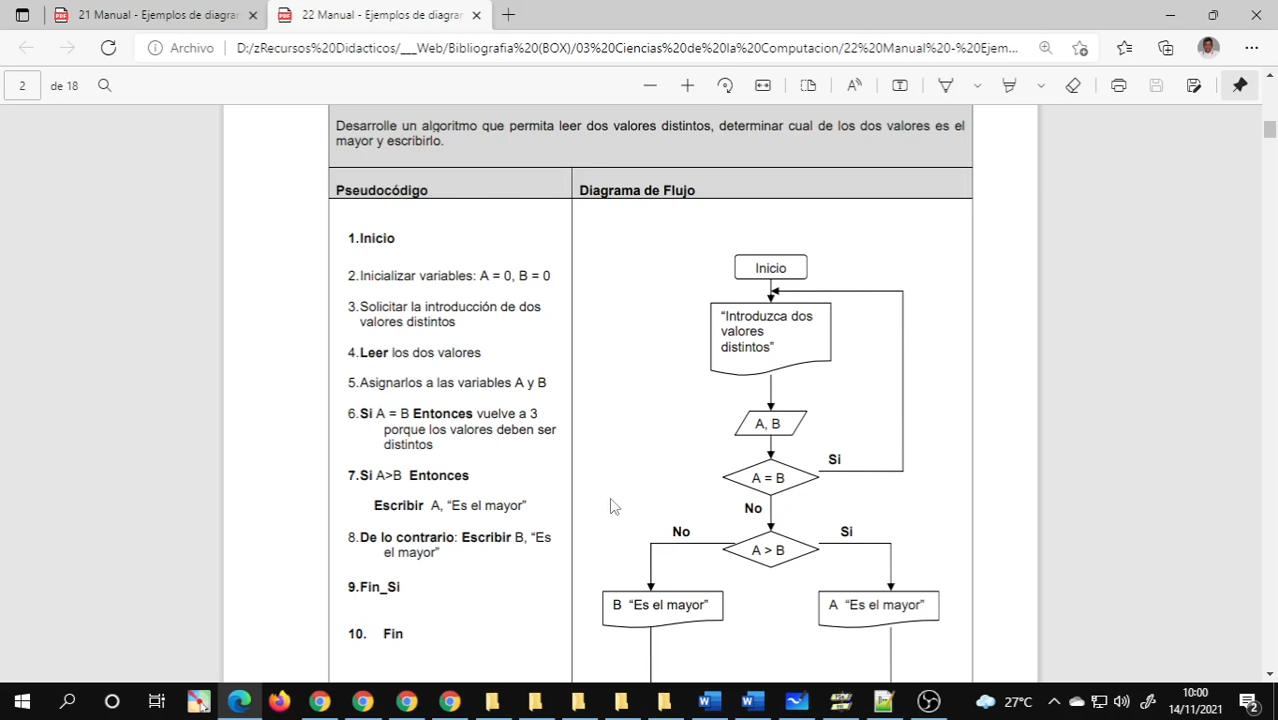 21 Manual - Ejemplos de diagra
22 Manual - Ejemplos de diagra
Archivo
D:/zRecursos%20Didacticos/___Web/Bibliografia%20(BOX)/03%20Ciencias%20de%20la%20Computacion/22%20Manual%20-%20Ejem...
2
de 18
Desarrolle un algoritmo que permita leer dos valores distintos, determinar cual de los dos valores es el
mayor y escribirlo.
Pseudocódigo
Diagrama de Flujo
1.Inicio
2.Inicializar variables: A = 0, B = 0
3.Solicitar la introducción de dos
valores distintos
4.Leer los dos valores
5.Asignarlos a las variables A y B
6.Si A = B Entonces vuelve a 3
porque los valores deben ser
distintos
7.Si A>B Entonces
Escribir A, “Es el mayor”
8.De lo contrario: Escribir B, “Es
el mayor”
9.Fin_Si
10. Fin
Inicio
“Introduzca dos
valores
distintos”
A, B
Si
A = B
No
No
Si
A > B
B “Es el mayor”
A “Es el mayor”
27°C
10:00
14/11/2021
2